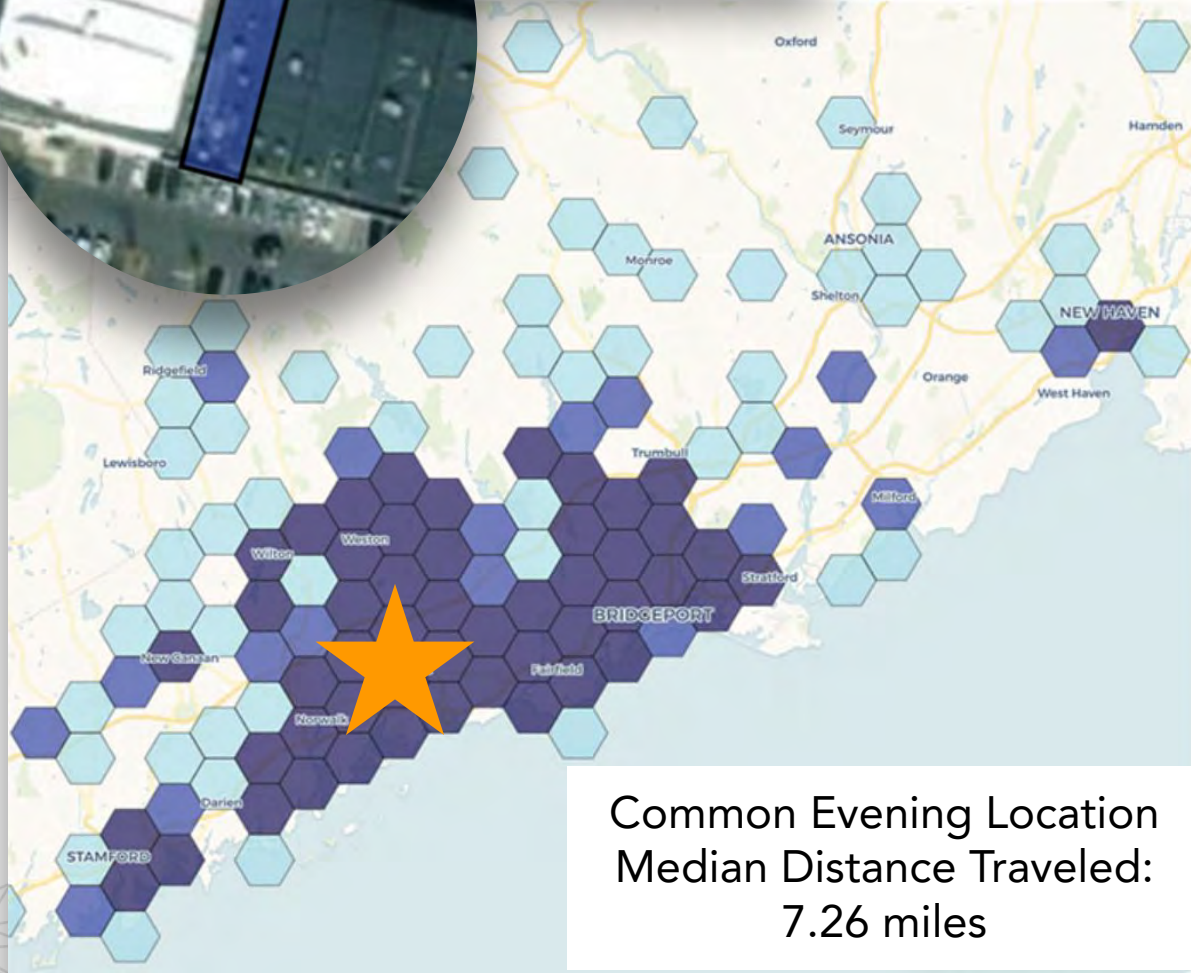 Oxford
Seymour
Hamden
ANSONIA
Monroe
Shelton
NEW HAVEN
Ridgefield
Orange
West Haven
Trumbull
Lewisboro
Milford
Weston
Wilton
Stratford
BRIDGEPORT
New Canaan
Fairfield
Norwalk
Darien
STAMFORD
Common Evening Location
Median Distance Traveled:
7.26 miles